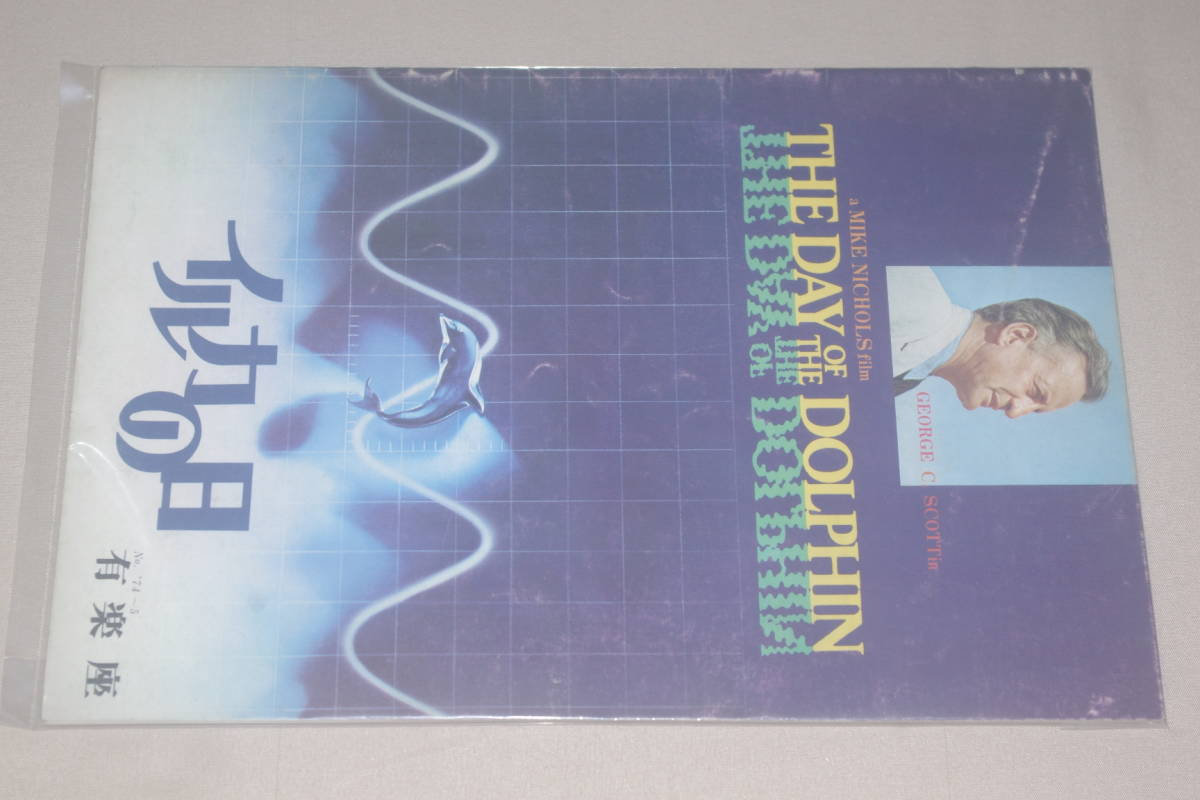 GEORGE C SCOTT in
a MIKE NICHOLS film
THE DAY OF THE DOLPHIN
THE DAY OF THE DOLPHIN
イルカの日
No. '74～5
有楽座